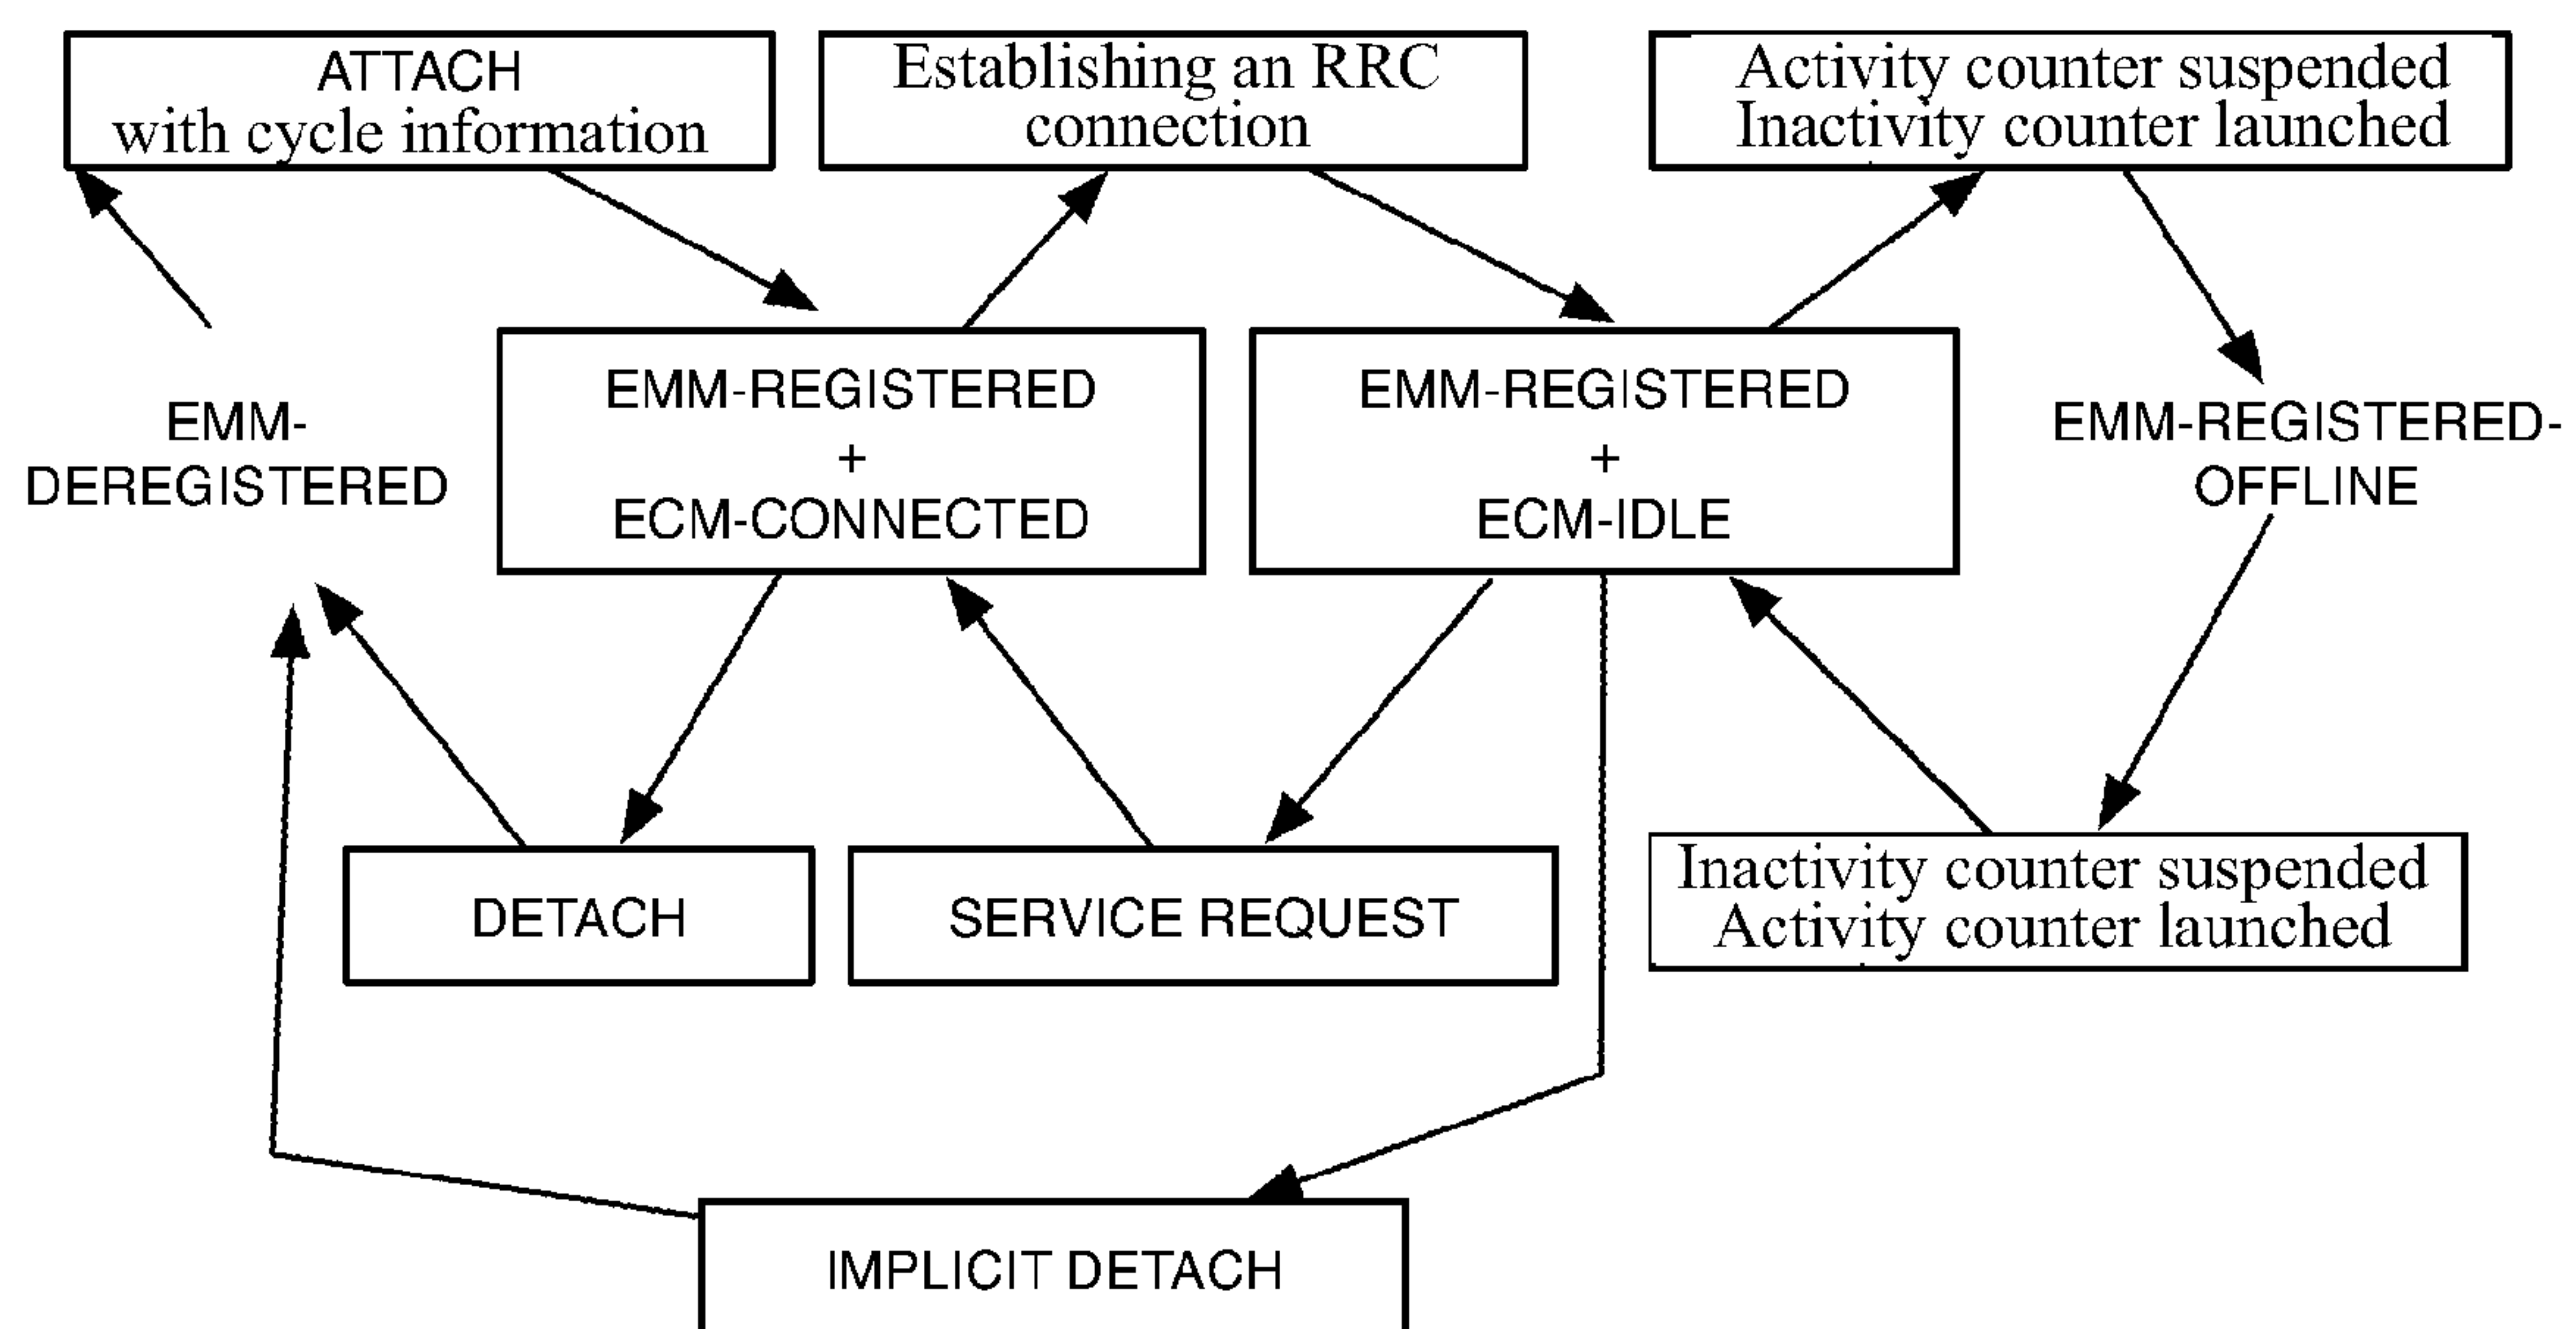 ATTACH
with cycle information
Establishing an RRC
connection
Activity counter suspended
Inactivity counter launched
EMM-
DEREGISTERED
EMM-REGISTERED
+
ECM-CONNECTED
EMM-REGISTERED
+
ECM-IDLE
EMM-REGISTERED-
OFFLINE
DETACH
SERVICE REQUEST
Inactivity counter suspended
Activity counter launched
IMPLICIT DETACH